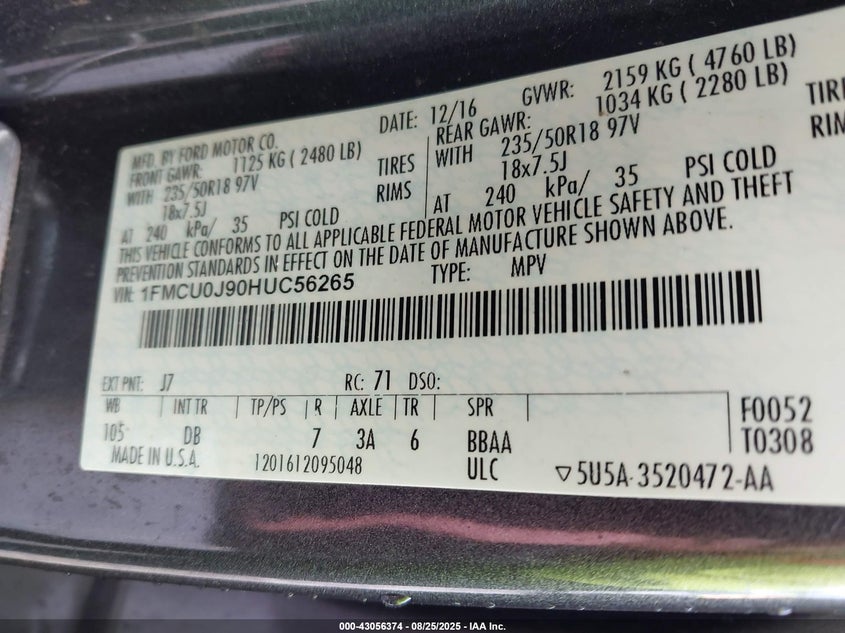 MFD. BY FORD MOTOR CO. DATE: 12/16 GVWR: 2159 KG ( 4760 LB)
FRONT GAWR: 1125 KG ( 2480 LB) REAR GAWR: 1034 KG ( 2280 LB)
WITH 235/50R18 97V TIRES WITH 235/50R18 97V TIRE
18x7.5J RIMS 18x7.5J RIM
AT 240 kPa/ 35 PSI COLD AT 240 kPa/ 35 PSI COLD
THIS VEHICLE CONFORMS TO ALL APPLICABLE FEDERAL MOTOR VEHICLE SAFETY AND THEFT
PREVENTION STANDARDS IN EFFECT ON THE DATE OF MANUFACTURE SHOWN ABOVE.
VIN: 1FMCU0J90HUC56265 TYPE: MPV
EXT PNT: J7 RC: 71 DSO:
WB INT TR TP/PS R AXLE TR SPR F0052
105 DB 7 3A 6 BBAA T0308
MADE IN U.S.A. 1201612095048 ULC ▽5U5A-3520472-AA
000-43056374 - 08/25/2025 - IAA Inc.